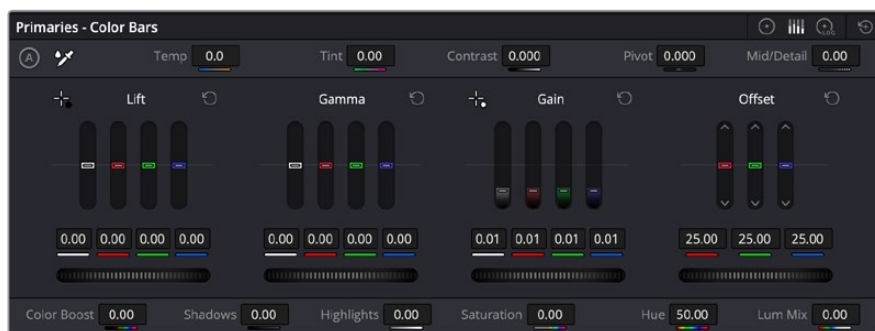 Primaries - Color Bars
LOG
A Temp 0.0 Tint 0.00 Contrast 0.000 Pivot 0.000 Mid/Detail 0.00
Lift Gamma Gain Offset
0.00 0.00 0.00 0.00 0.00 0.00 0.00 0.00 0.01 0.01 0.01 0.01 25.00 25.00 25.00
Color Boost 0.00 Shadows 0.00 Highlights 0.00 Saturation 0.00 Hue 50.00 Lum Mix 0.00